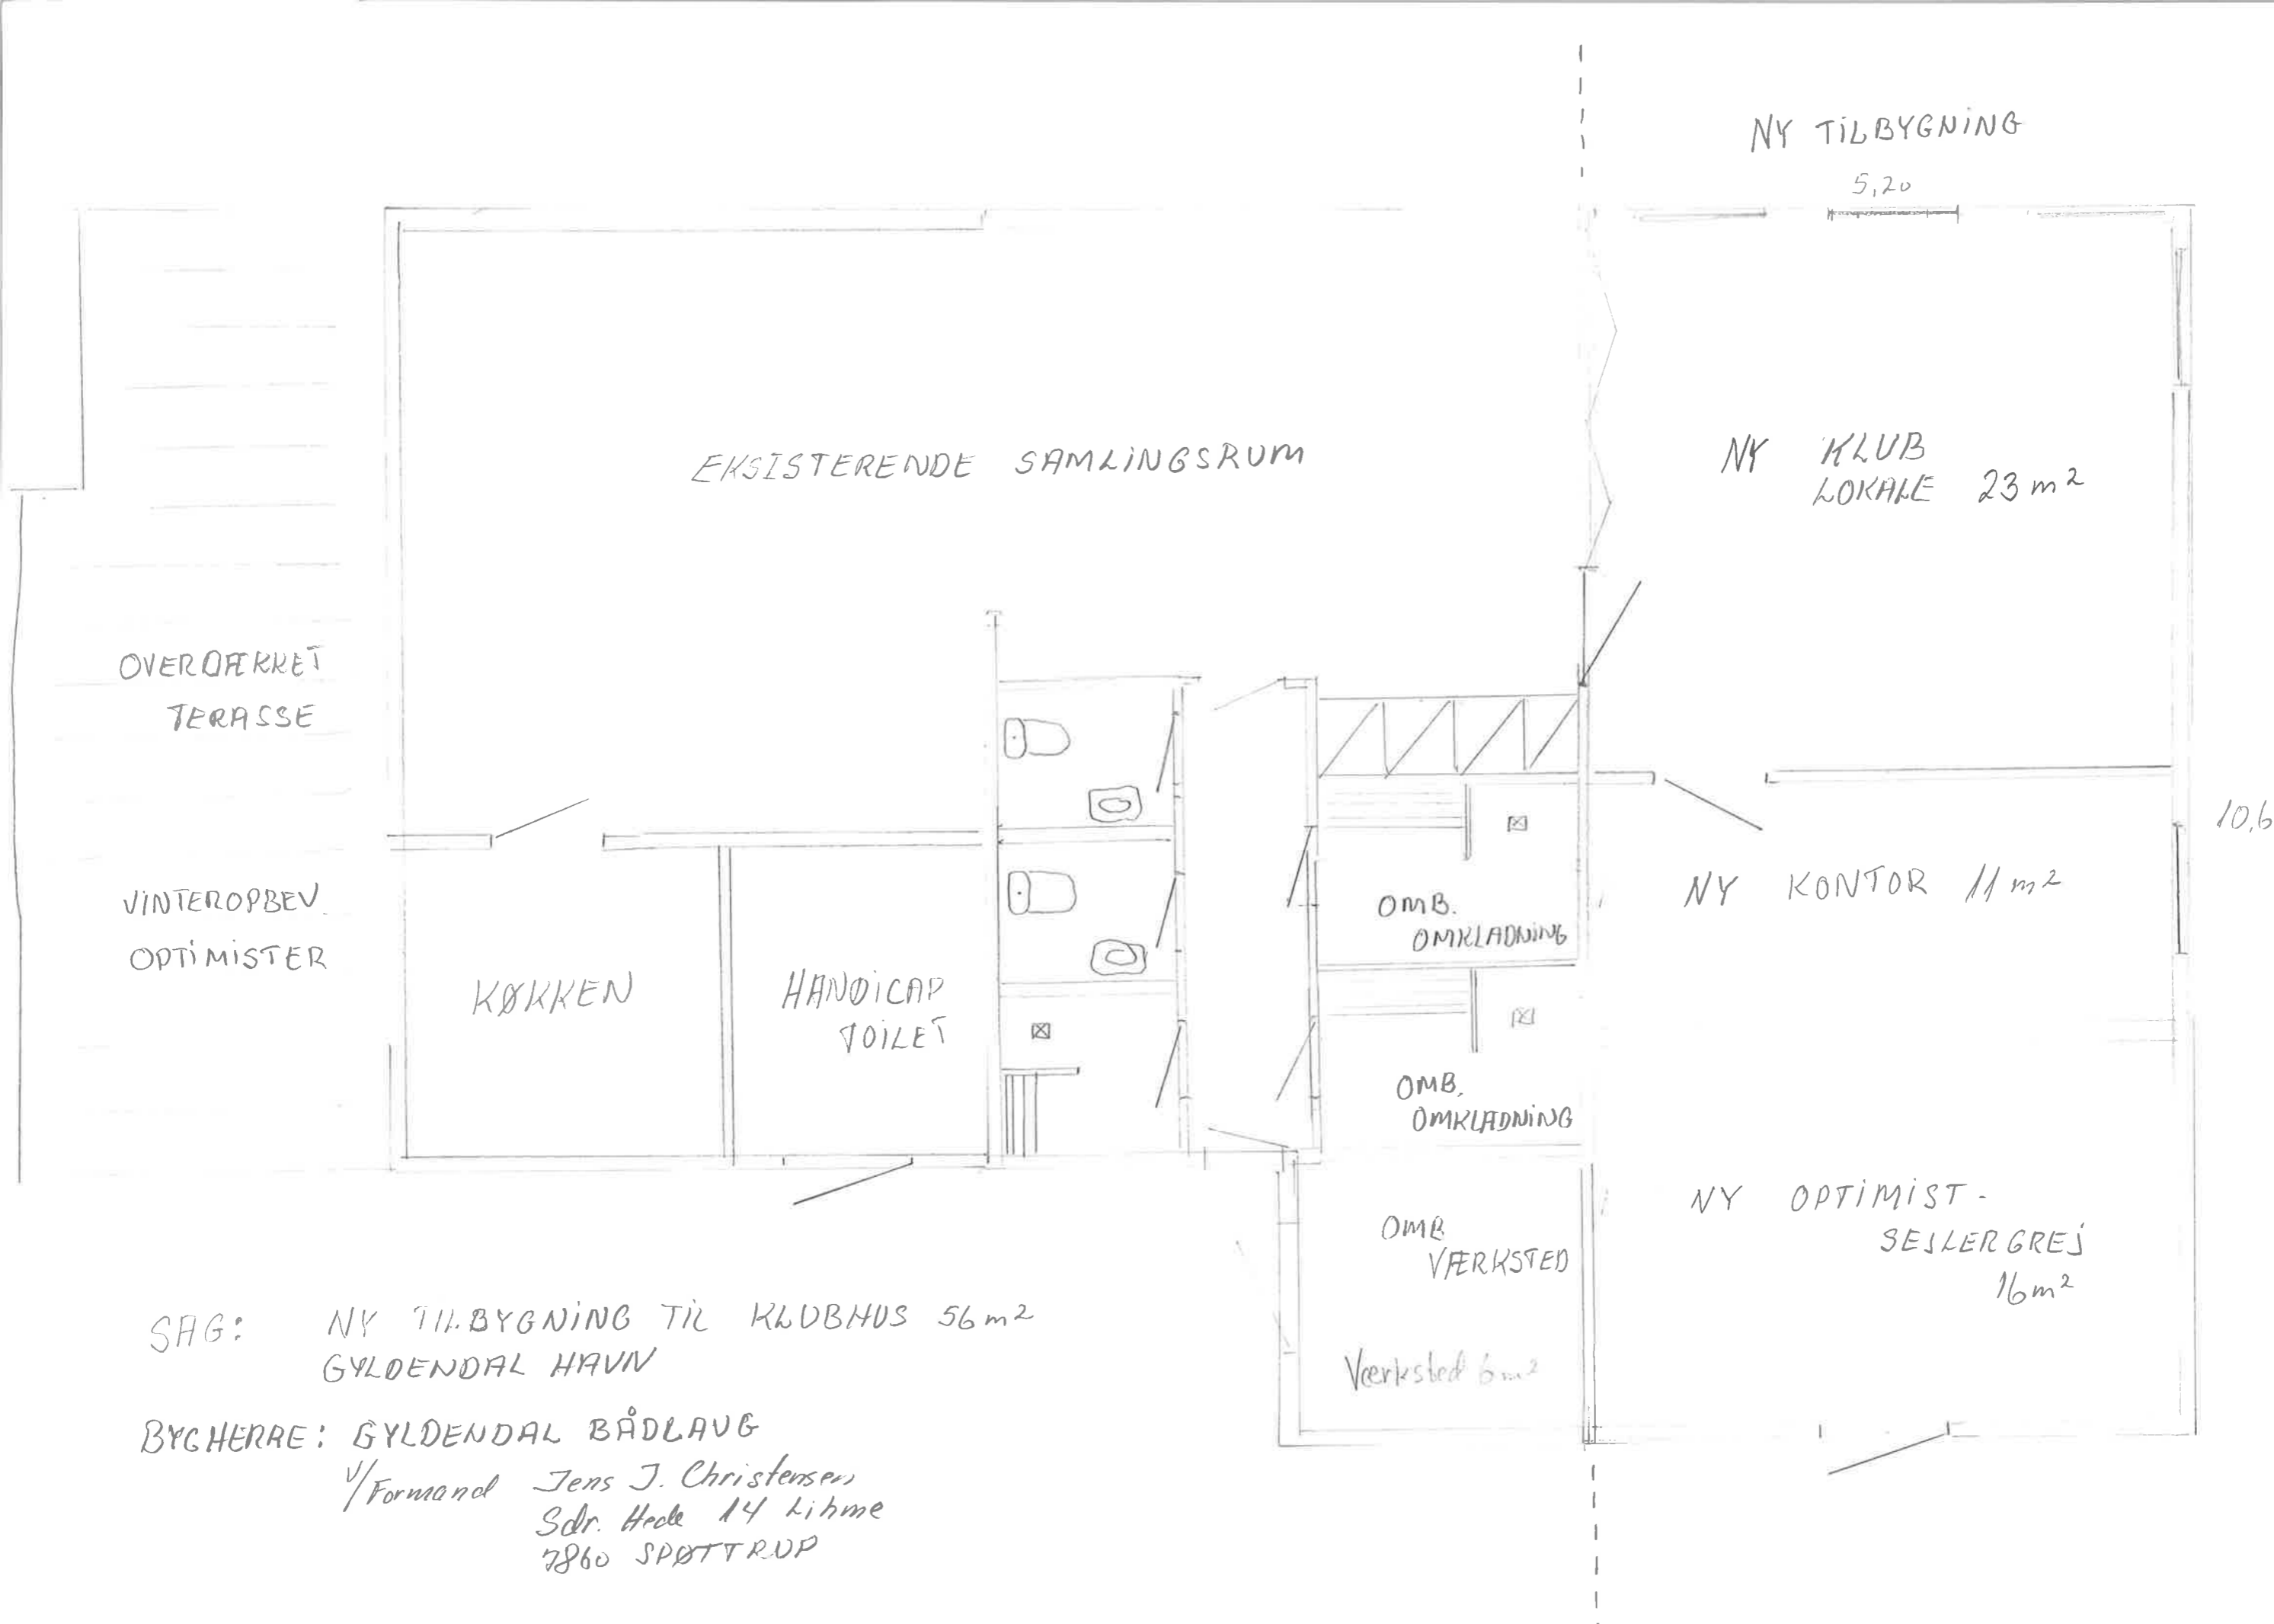 NY TILBYGNING
5,20
EKSISTERENDE SAMLINGSRUM
NY KLUB
LOKALE 23 m2
OVERDÆKKET
TERASSE
10,6
VINTEROPBEV.
OPTIMISTER
NY KONTOR 11 m2
OMB.
OMKLADNING
KØKKEN
HANDICAP
TOILET
OMB.
OMKLADNING
NY OPTIMIST-
SEJLERGREJ
16 m2
OMB
VÆRKSTED
Værksted 6 m2
SAG: NY TILBYGNING TIL KLUBHUS 56 m2
GYLDENDAL HAVN
BYGHERRE: GYLDENDAL BÅDLAUG
V/Formand Jens J. Christensen
Sdr. Hede 14 Lihme
7860 SPØTTRUP